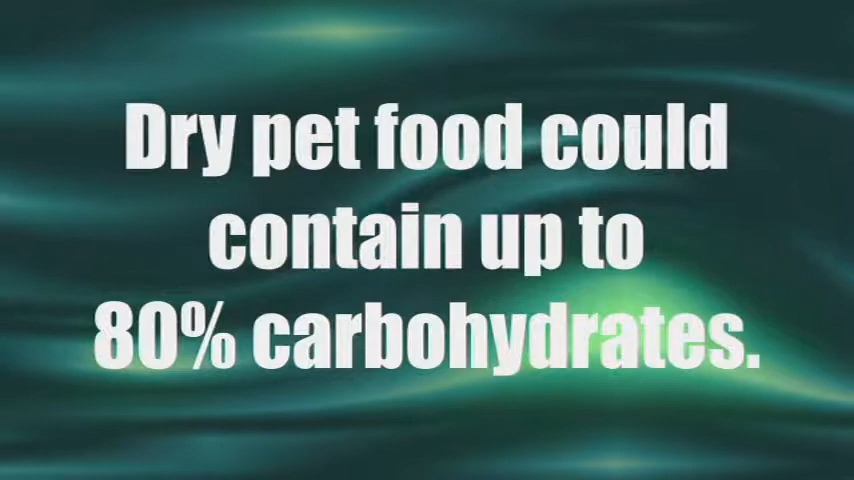 Dry pet food could
contain up to
80% carbohydrates.